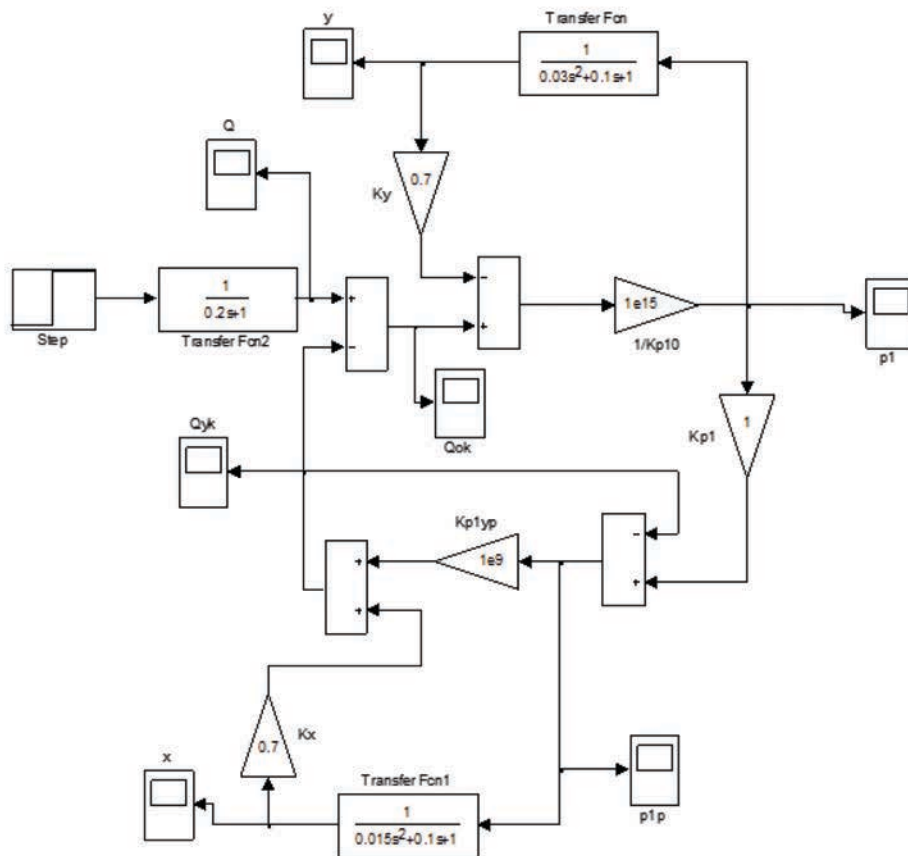 y
Transfer Fcn
1
0.03s²+0.1s+1
Q
0.7
Ky
Step
1
0.2s+1
Transfer Fcn2
+
-
-
+
1e15
1/Kp10
p1
Qok
Qyk
1
Kp1
Kp1yp
1e9
-
+
+
+
0.7
Kx
x
Transfer Fcn1
1
0.015s²+0.1s+1
p1p